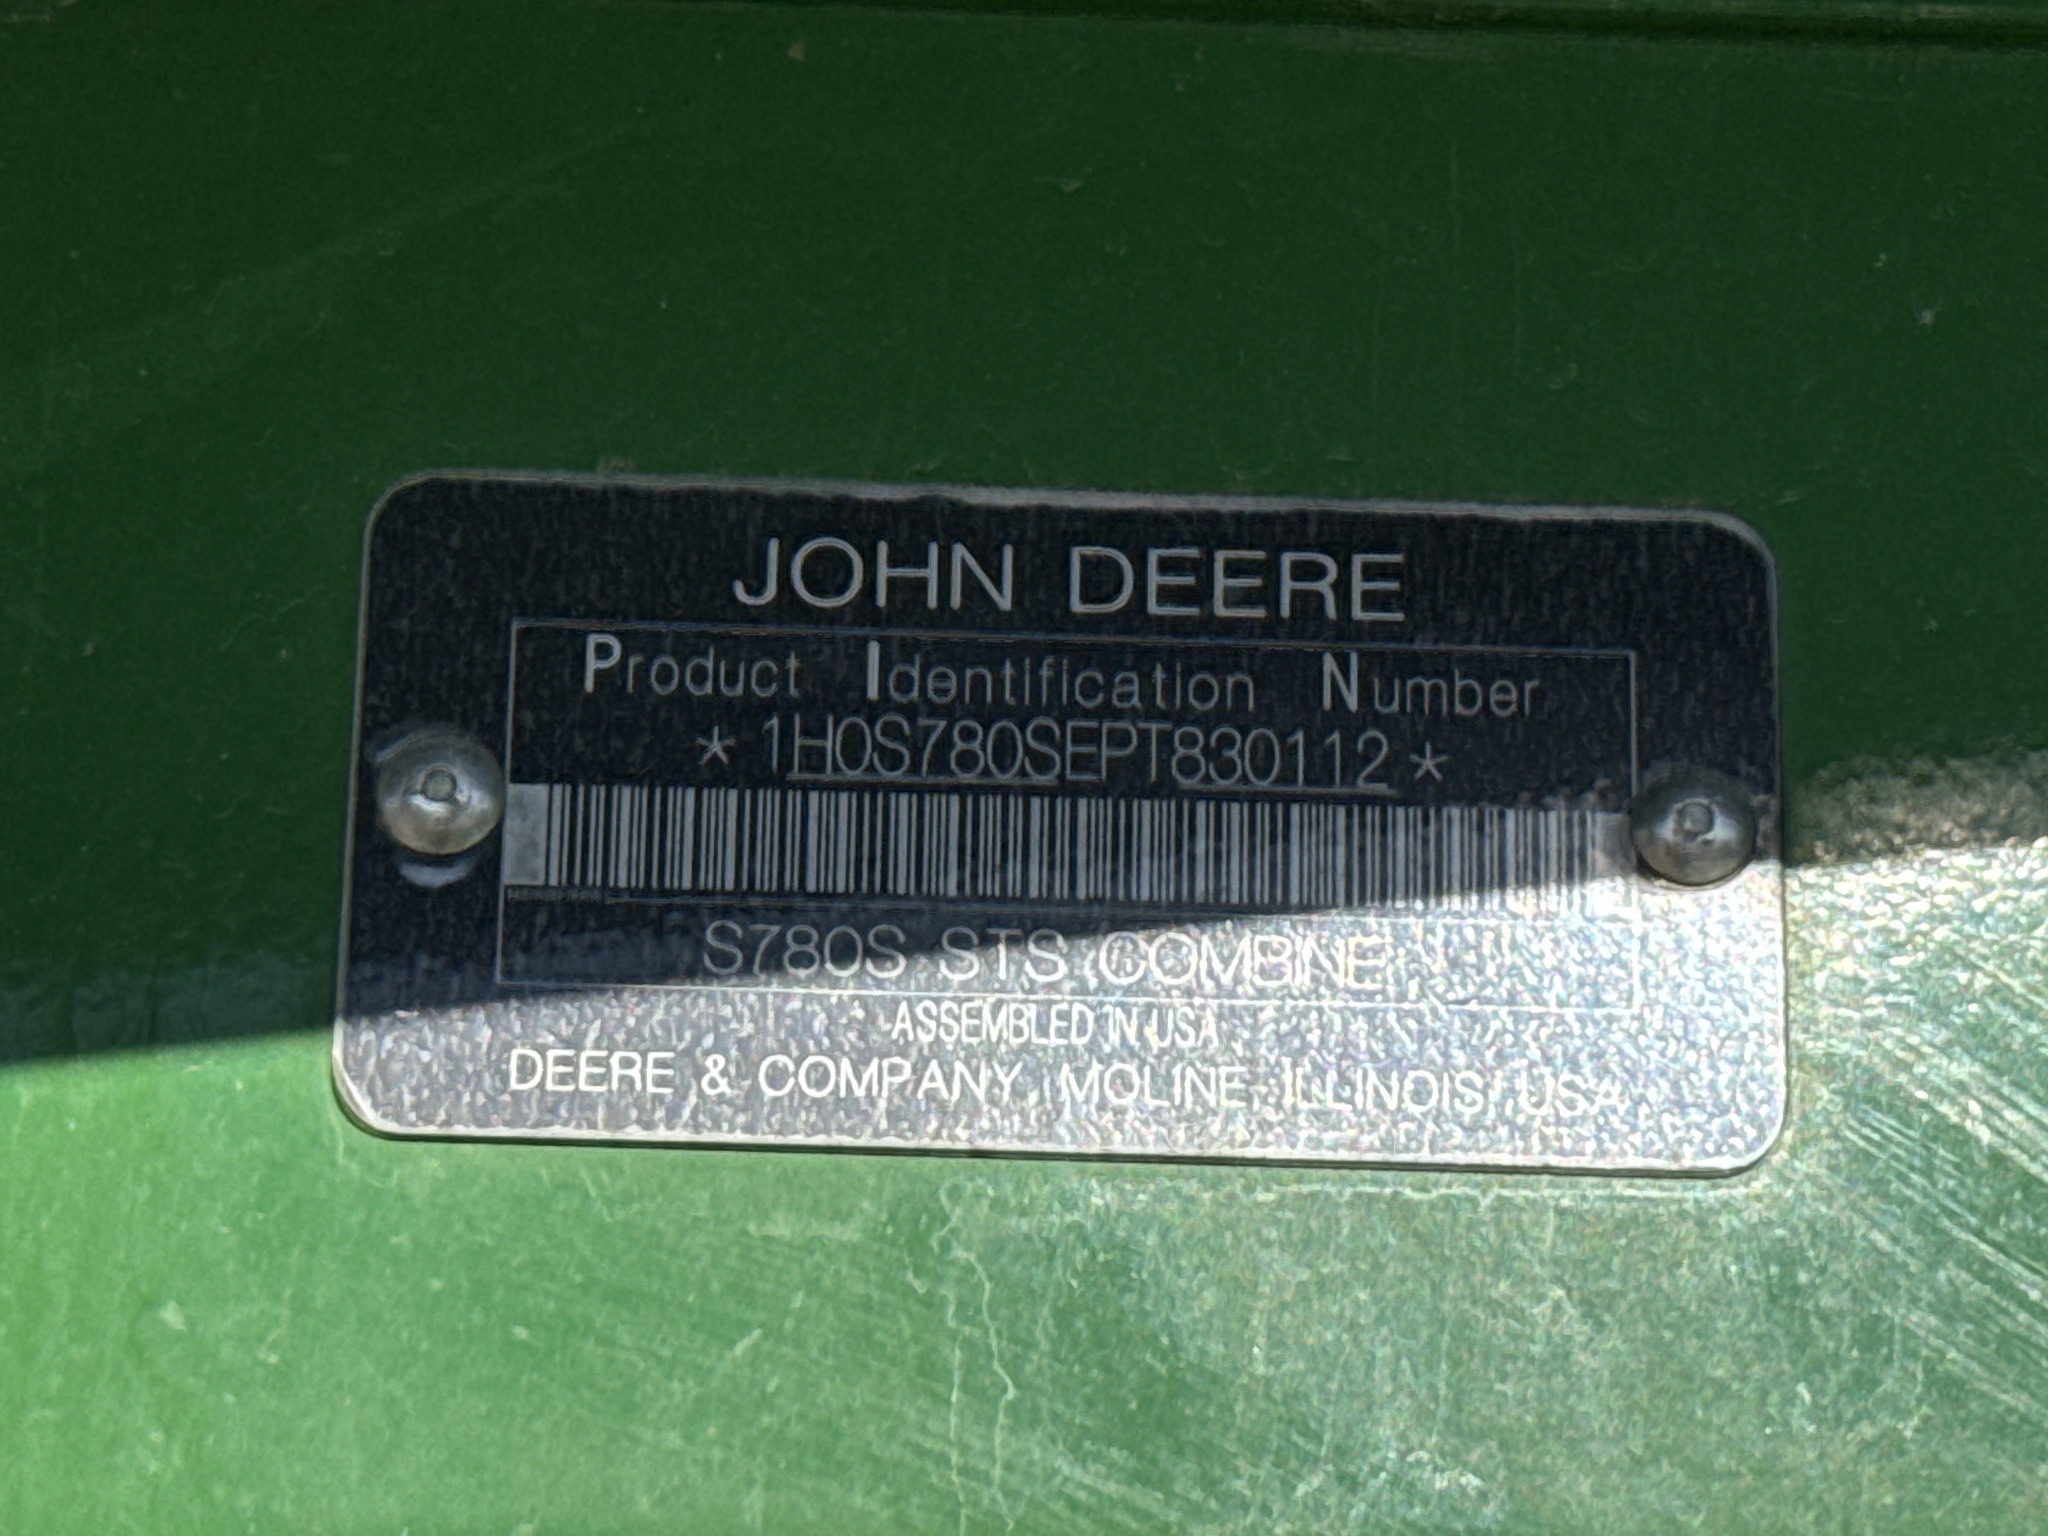 JOHN DEERE
Product Identification Number
*1H0S780SEPT830112*
S780S STS COMBINE
ASSEMBLED IN USA
DEERE & COMPANY, MOLINE, ILLINOIS, USA